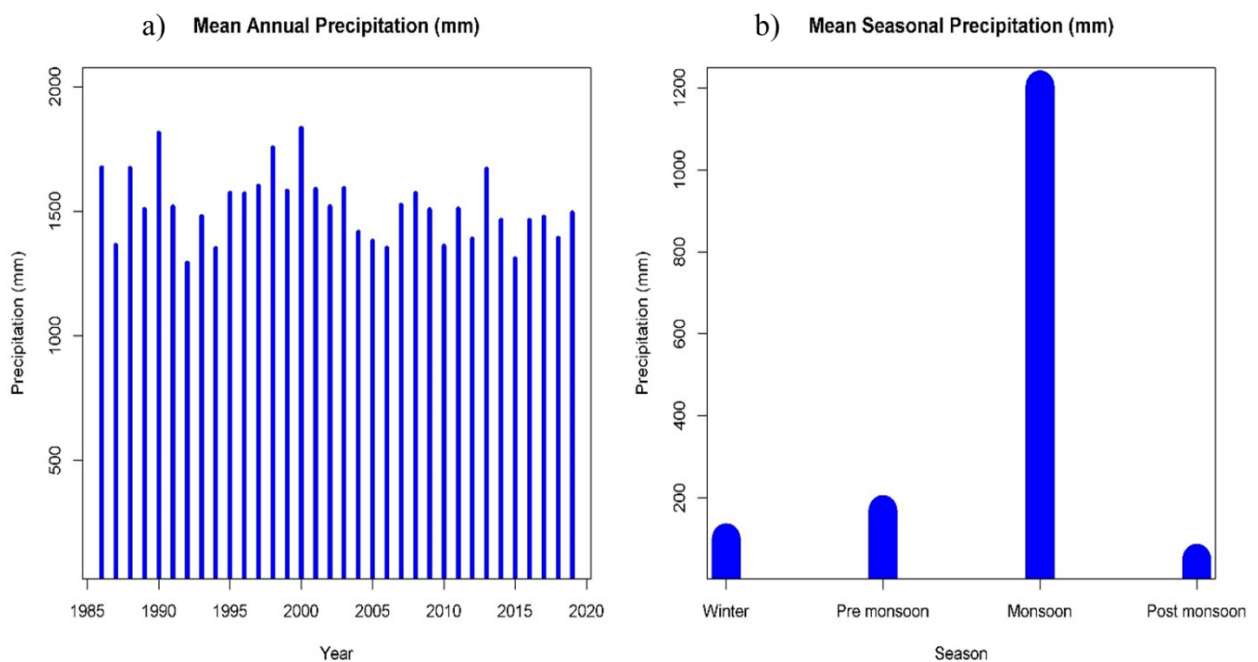 a) Mean Annual Precipitation (mm)
2000
1500
1000
500
Precipitation (mm)
1985 1990 1995 2000 2005 2010 2015 2020
Year
b) Mean Seasonal Precipitation (mm)
1200
1000
800
600
400
200
Precipitation (mm)
Winter Pre monsoon Monsoon Post monsoon
Season